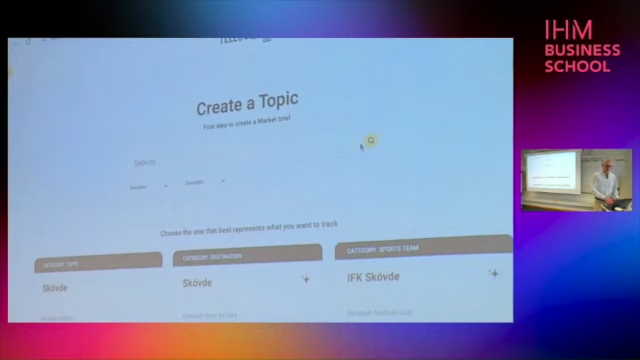 IHM
BUSINESS
SCHOOL
Create a Topic
First step to create a Market brief
Skövde
Sweden
Swedish
Choose the one that best represents what you want to track
CATEGORY: TOPIC
CATEGORY: DESTINATION
CATEGORY: SPORTS TEAM
Skövde
Skövde
IFK Skövde
Swedish football club